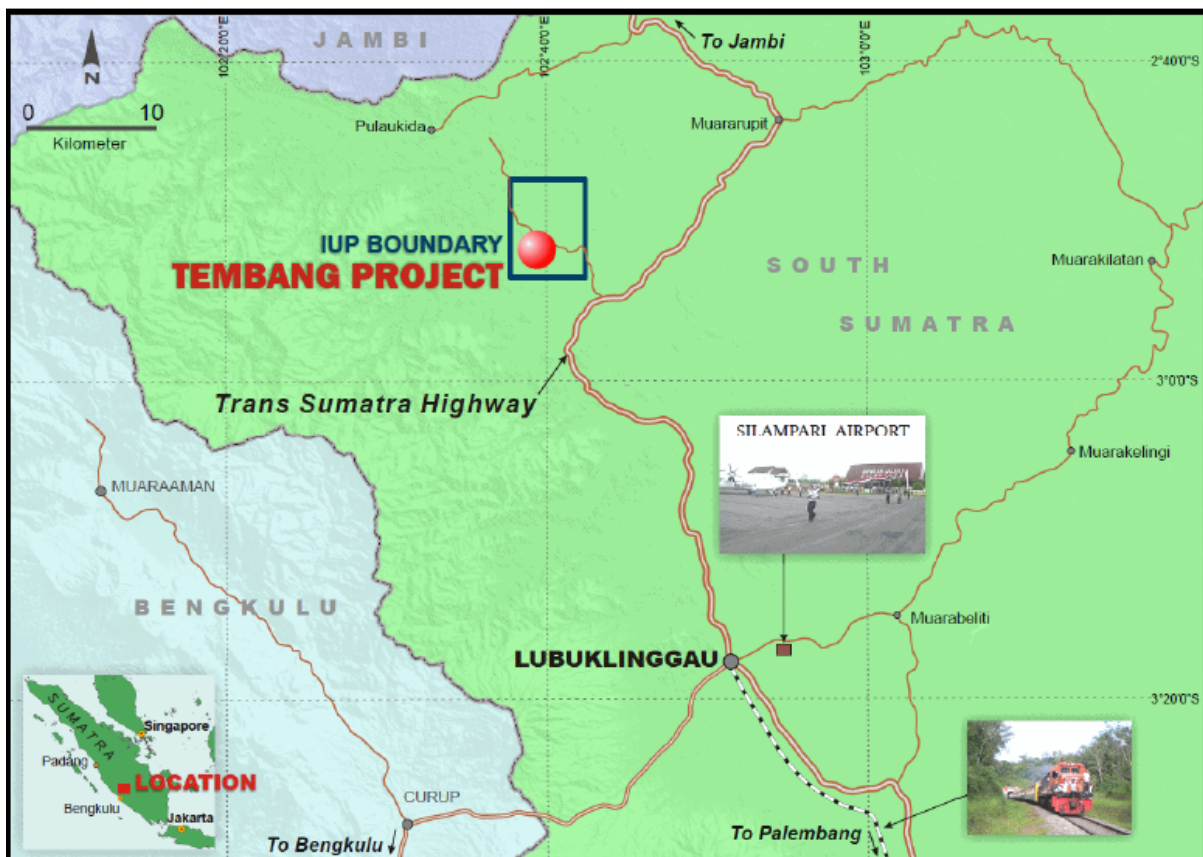 JAMBI
To Jambi
102°20'0"E
102°40'0"E
103°0'0"E
2°40'0"S
N
0 10
Kilometer
Pulaukida
Muararupit
IUP BOUNDARY
TEMBANG PROJECT
SOUTH
SUMATRA
Muarakilatan
Trans Sumatra Highway
3°0'0"S
SILAMPARI AIRPORT
Muarakelingi
MUARAAMAN
BENGKULU
Muarabeliti
LUBUKLINGGAU
3°20'0"S
SUMATRA
Singapore
Padang
LOCATION
Bengkulu
Jakarta
CURUP
To Bengkulu
To Palembang